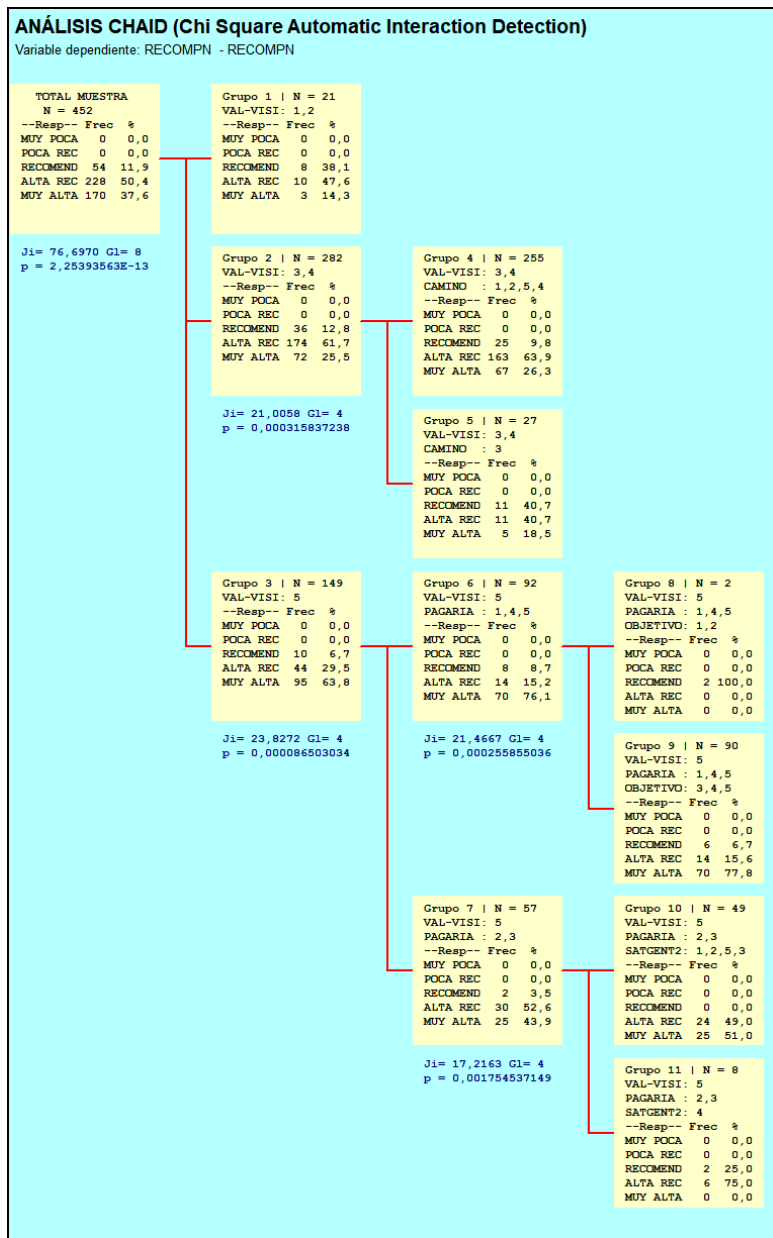 ANÁLISIS CHAID (Chi Square Automatic Interaction Detection)
Variable dependiente: RECOMPN - RECOMPN
TOTAL MUESTRA
N = 452
--Resp-- Frec %
MUY POCA 0 0,0
POCA REC 0 0,0
RECOMEND 54 11,9
ALTA REC 228 50,4
MUY ALTA 170 37,6
Ji= 76,6970 Gl= 8
p = 2,25393563E-13
Grupo 1 | N = 21
VAL-VISI: 1,2
--Resp-- Frec %
MUY POCA 0 0,0
POCA REC 0 0,0
RECOMEND 8 38,1
ALTA REC 10 47,6
MUY ALTA 3 14,3
Grupo 2 | N = 282
VAL-VISI: 3,4
--Resp-- Frec %
MUY POCA 0 0,0
POCA REC 0 0,0
RECOMEND 36 12,8
ALTA REC 174 61,7
MUY ALTA 72 25,5
Ji= 21,0058 Gl= 4
p = 0,000315837238
Grupo 4 | N = 255
VAL-VISI: 3,4
CAMINO : 1,2,5,4
--Resp-- Frec %
MUY POCA 0 0,0
POCA REC 0 0,0
RECOMEND 25 9,8
ALTA REC 163 63,9
MUY ALTA 67 26,3
Grupo 5 | N = 27
VAL-VISI: 3,4
CAMINO : 3
--Resp-- Frec %
MUY POCA 0 0,0
POCA REC 0 0,0
RECOMEND 11 40,7
ALTA REC 11 40,7
MUY ALTA 5 18,5
Grupo 3 | N = 149
VAL-VISI: 5
--Resp-- Frec %
MUY POCA 0 0,0
POCA REC 0 0,0
RECOMEND 10 6,7
ALTA REC 44 29,5
MUY ALTA 95 63,8
Ji= 23,8272 Gl= 4
p = 0,000086503034
Grupo 6 | N = 92
VAL-VISI: 5
PAGARIA : 1,4,5
--Resp-- Frec %
MUY POCA 0 0,0
POCA REC 0 0,0
RECOMEND 8 8,7
ALTA REC 14 15,2
MUY ALTA 70 76,1
Ji= 21,4667 Gl= 4
p = 0,000255855036
Grupo 8 | N = 2
VAL-VISI: 5
PAGARIA : 1,4,5
OBJETIVO: 1,2
--Resp-- Frec %
MUY POCA 0 0,0
POCA REC 0 0,0
RECOMEND 2 100,0
ALTA REC 0 0,0
MUY ALTA 0 0,0
Grupo 9 | N = 90
VAL-VISI: 5
PAGARIA : 1,4,5
OBJETIVO: 3,4,5
--Resp-- Frec %
MUY POCA 0 0,0
POCA REC 0 0,0
RECOMEND 6 6,7
ALTA REC 14 15,6
MUY ALTA 70 77,8
Grupo 7 | N = 57
VAL-VISI: 5
PAGARIA : 2,3
--Resp-- Frec %
MUY POCA 0 0,0
POCA REC 0 0,0
RECOMEND 2 3,5
ALTA REC 30 52,6
MUY ALTA 25 43,9
Ji= 17,2163 Gl= 4
p = 0,001754537149
Grupo 10 | N = 49
VAL-VISI: 5
PAGARIA : 2,3
SATGENT2: 1,2,5,3
--Resp-- Frec %
MUY POCA 0 0,0
POCA REC 0 0,0
RECOMEND 0 0,0
ALTA REC 24 49,0
MUY ALTA 25 51,0
Grupo 11 | N = 8
VAL-VISI: 5
PAGARIA : 2,3
SATGENT2: 4
--Resp-- Frec %
MUY POCA 0 0,0
POCA REC 0 0,0
RECOMEND 2 25,0
ALTA REC 6 75,0
MUY ALTA 0 0,0